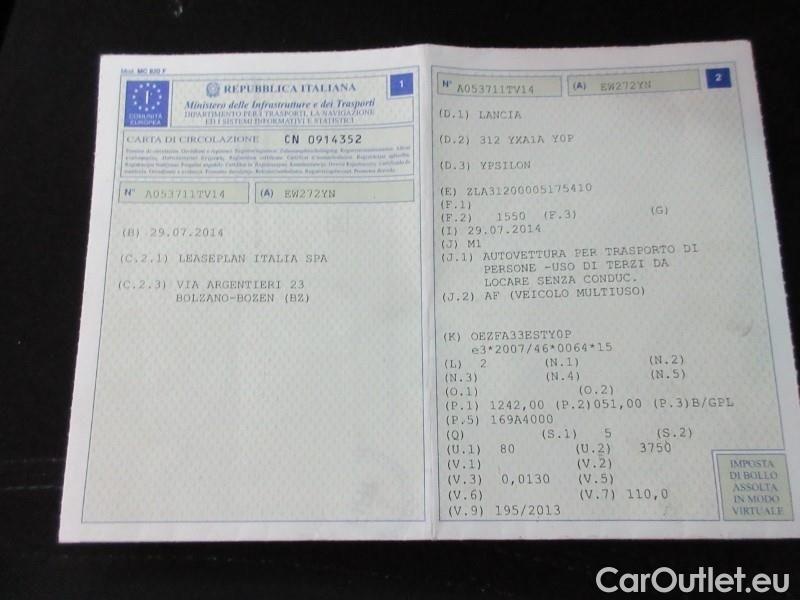 Mod. MC 820 F
REPUBBLICA ITALIANA
1
Ministero delle Infrastrutture e dei Trasporti
DIPARTIMENTO PER I TRASPORTI, LA NAVIGAZIONE
ED I SISTEMI INFORMATIVI E STATISTICI
I
COMUNITÀ
EUROPEA
CARTA DI CIRCOLAZIONE CN 0914352
N° A053711TV14 (A) EW272YN
(B) 29.07.2014
(C.2.1) LEASEPLAN ITALIA SPA
(C.2.3) VIA ARGENTIERI 23
BOLZANO-BOZEN (BZ)
N° A053711TV14 (A) EW272YN 2
(D.1) LANCIA
(D.2) 312 YXA1A Y0P
(D.3) YPSILON
(E) ZLA31200005175410
(F.1)
(F.2) 1550 (F.3) (G)
(I) 29.07.2014
(J) M1
(J.1) AUTOVETTURA PER TRASPORTO DI
PERSONE -USO DI TERZI DA
LOCARE SENZA CONDUC.
(J.2) AF (VEICOLO MULTIUSO)
(K) OEZFA33ESTY0P
e3*2007/46*0064*15
(L) 2 (N.1) (N.2)
(N.3) (N.4) (N.5)
(O.1) (O.2)
(P.1) 1242,00 (P.2)051,00 (P.3)B/GPL
(P.5) 169A4000
(Q) (S.1) 5 (S.2)
(U.1) 80 (U.2) 3750
(V.1) (V.2)
(V.3) 0,0130 (V.5)
(V.6) (V.7) 110,0
(V.9) 195/2013
IMPOSTA
DI BOLLO
ASSOLTA
IN MODO
VIRTUALE
CarOutlet.eu